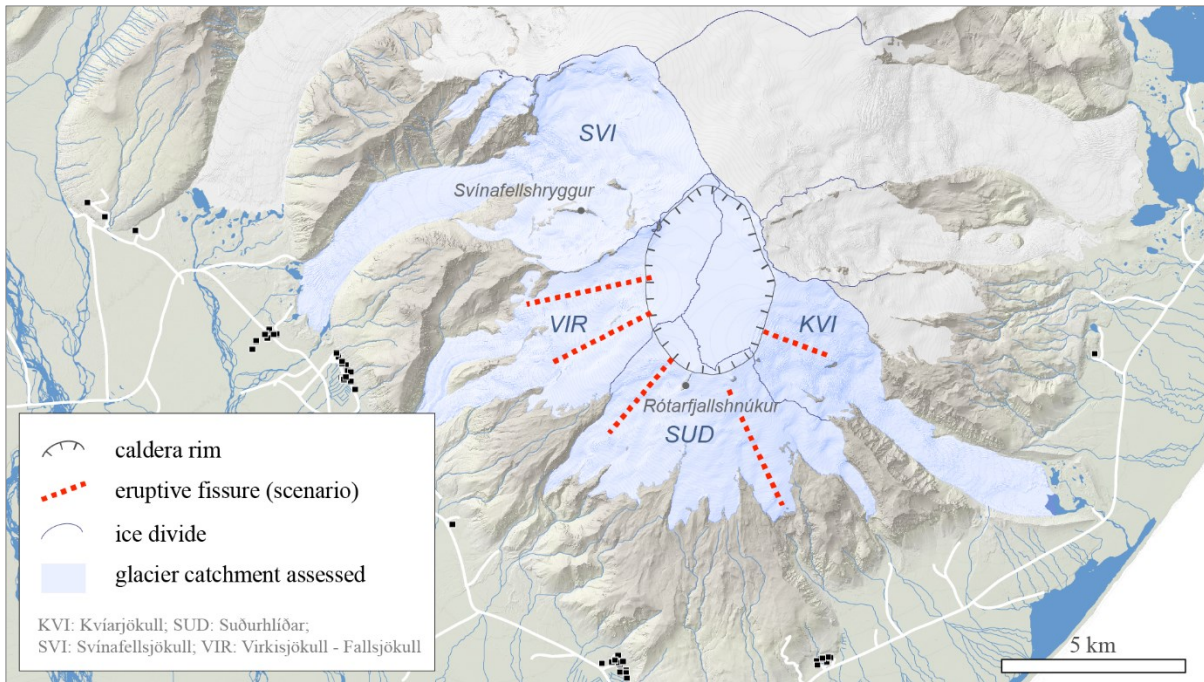 SVI
Svínafellshryggur
VIR
KVI
Rótarfjallshnúkur
SUD
caldera rim
eruptive fissure (scenario)
ice divide
glacier catchment assessed
KVI: Kvíarjökull; SUD: Suðurhlíðar;
SVI: Svínafellsjökull; VIR: Virkisjökull - Fallsjökull
5 km